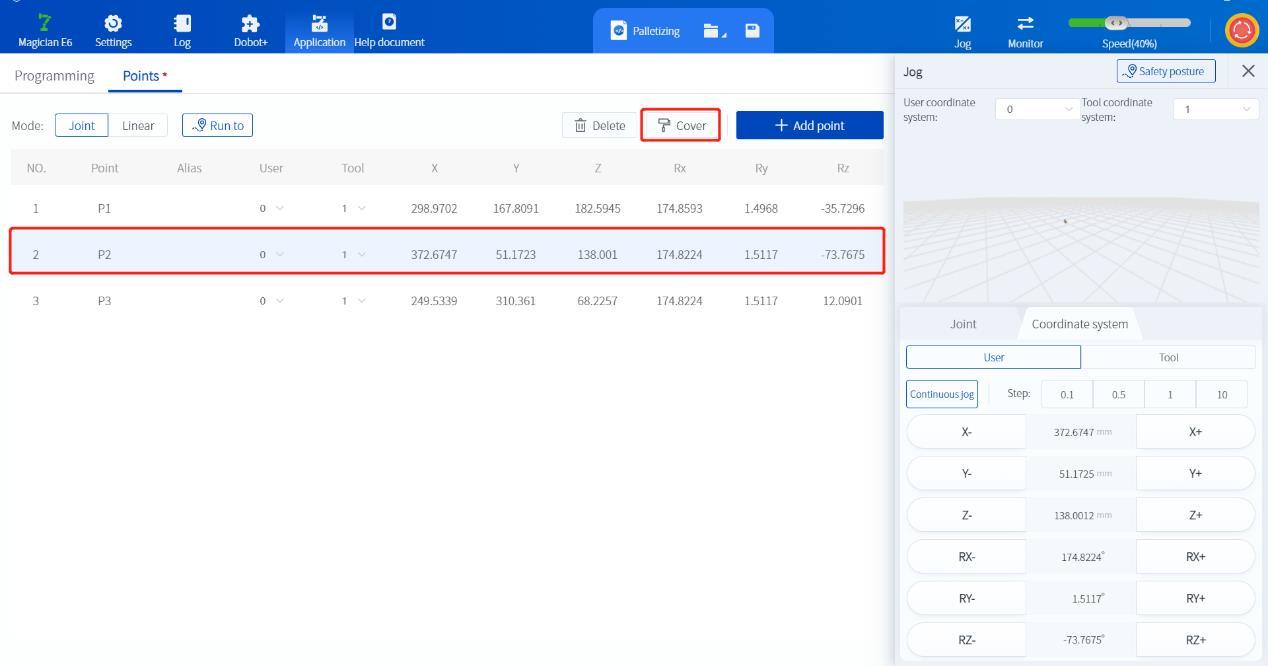 Magician E6 Settings Log Dobot+ Application Help document Palletizing Jog Monitor Speed(40%)
Programming Points •
Mode: Joint Linear Run to Delete Cover + Add point
NO. Point Alias User Tool X Y Z Rx Ry Rz
1 P1 0 1 298.9702 167.8091 182.5945 174.8593 1.4968 -35.7296
2 P2 0 1 372.6747 51.1723 138.001 174.8224 1.5117 -73.7675
3 P3 0 1 249.5339 310.361 68.2257 174.8224 1.5117 12.0901
Jog Safety posture
User coordinate system: 0 Tool coordinate system: 1
Joint Coordinate system
User Tool
Continuous jog Step: 0.1 0.5 1 10
X- 372.6747 mm X+
Y- 51.1725 mm Y+
Z- 138.0012 mm Z+
RX- 174.8224° RX+
RY- 1.5117° RY+
RZ- -73.7675° RZ+